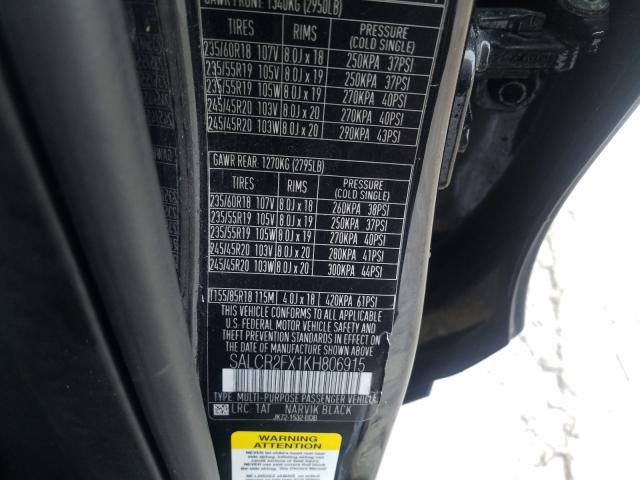 GAWR FRONT: 1340KG (2950LB)
TIRES RIMS PRESSURE (COLD SINGLE)
235/60R18 107V 8.0J x 18 250KPA 37PSI
235/55R19 105V 8.0J x 19 250KPA 37PSI
235/55R19 105W 8.0J x 19 270KPA 40PSI
245/45R20 103V 8.0J x 20 270KPA 40PSI
245/45R20 103W 8.0J x 20 290KPA 43PSI
GAWR REAR: 1270KG (2795LB)
TIRES RIMS PRESSURE (COLD SINGLE)
235/60R18 107V 8.0J x 18 260KPA 38PSI
235/55R19 105V 8.0J x 19 250KPA 37PSI
235/55R19 105W 8.0J x 19 270KPA 40PSI
245/45R20 103V 8.0J x 20 280KPA 41PSI
245/45R20 103W 8.0J x 20 300KPA 44PSI
T155/85R18 115M 4.0J x 18 420KPA 61PSI
THIS VEHICLE CONFORMS TO ALL APPLICABLE
U.S. FEDERAL MOTOR VEHICLE SAFETY AND
THEFT PREVENTION STANDARDS IN EFFECT ON
THE DATE OF MANUFACTURE SHOWN ABOVE.
SALCR2FX1KH806915
TYPE: MULTI-PURPOSE PASSENGER VEHICLE
LRC 1AT NARVIK BLACK
JK72-1532-DDB
WARNING